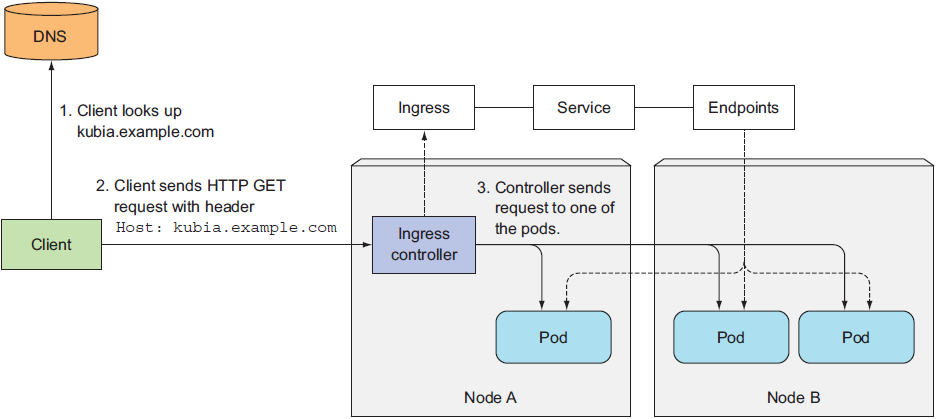 DNS
1. Client looks up
kubia.example.com
Ingress
Service
Endpoints
2. Client sends HTTP GET
request with header
Host: kubia.example.com
3. Controller sends
request to one of
the pods.
Client
Ingress
controller
Pod
Pod
Pod
Node A
Node B